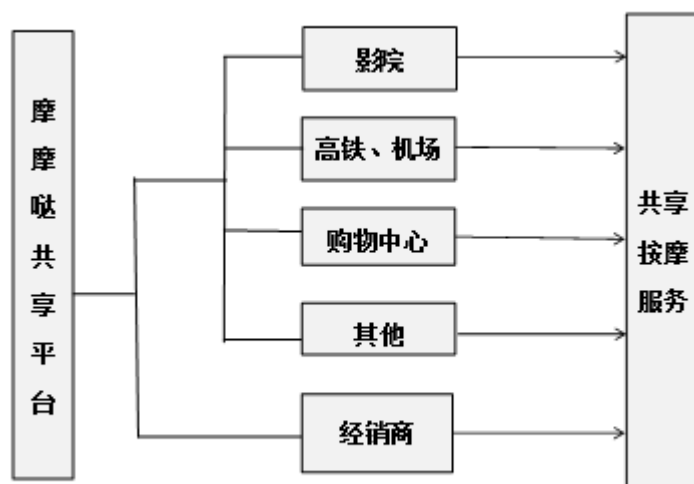 摩摩哒共享平台
影院
高铁、机场
购物中心
其他
经销商
共享
按摩
服务